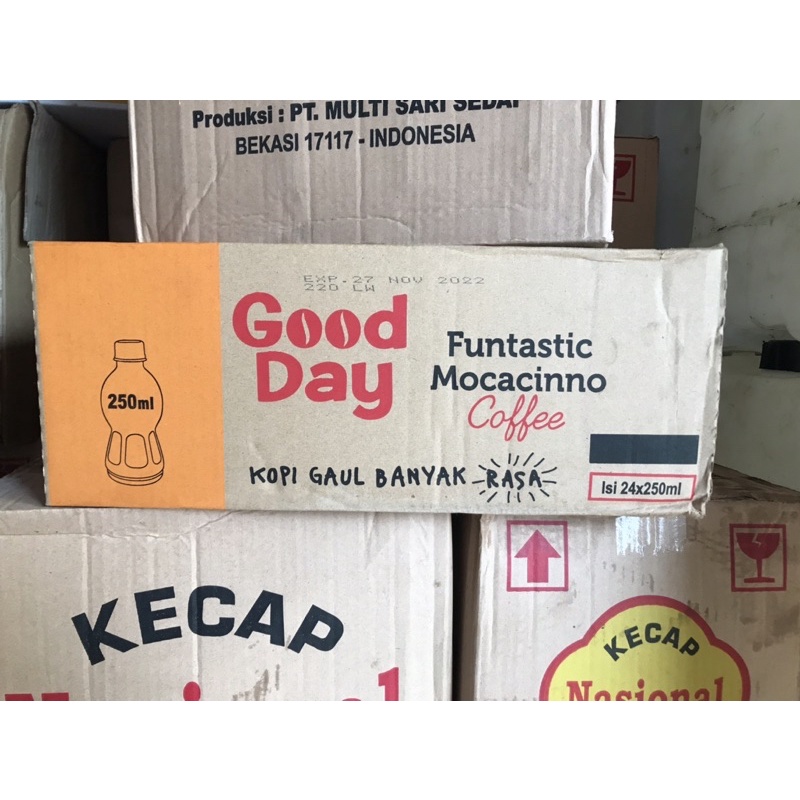 Produksi : PT. MULTI SARI SEDAP
BEKASI 17117 - INDONESIA
EXP.27 NOV 2022
220 LW
Good
Day
Funtastic
Mocacinno
Coffee
250ml
KOPI GAUL BANYAK RASA
Isi 24x250ml
KECAP
Nasional
KECAP
Nasional